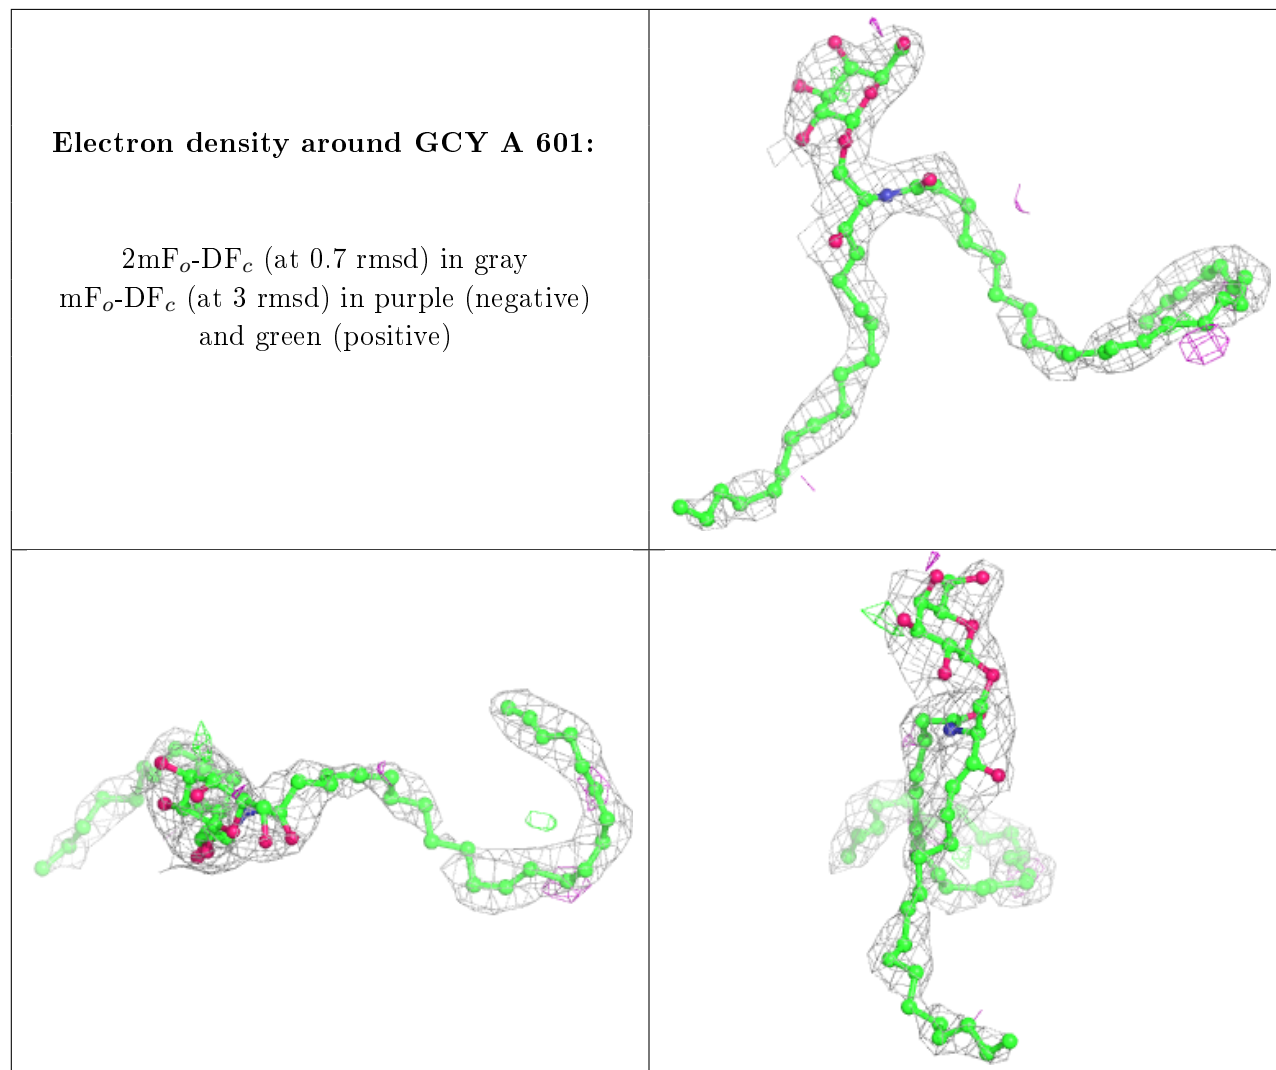 Electron density around GCY A 601:
2mFₒ-DF𝑐 (at 0.7 rmsd) in gray
mFₒ-DF𝑐 (at 3 rmsd) in purple (negative)
and green (positive)